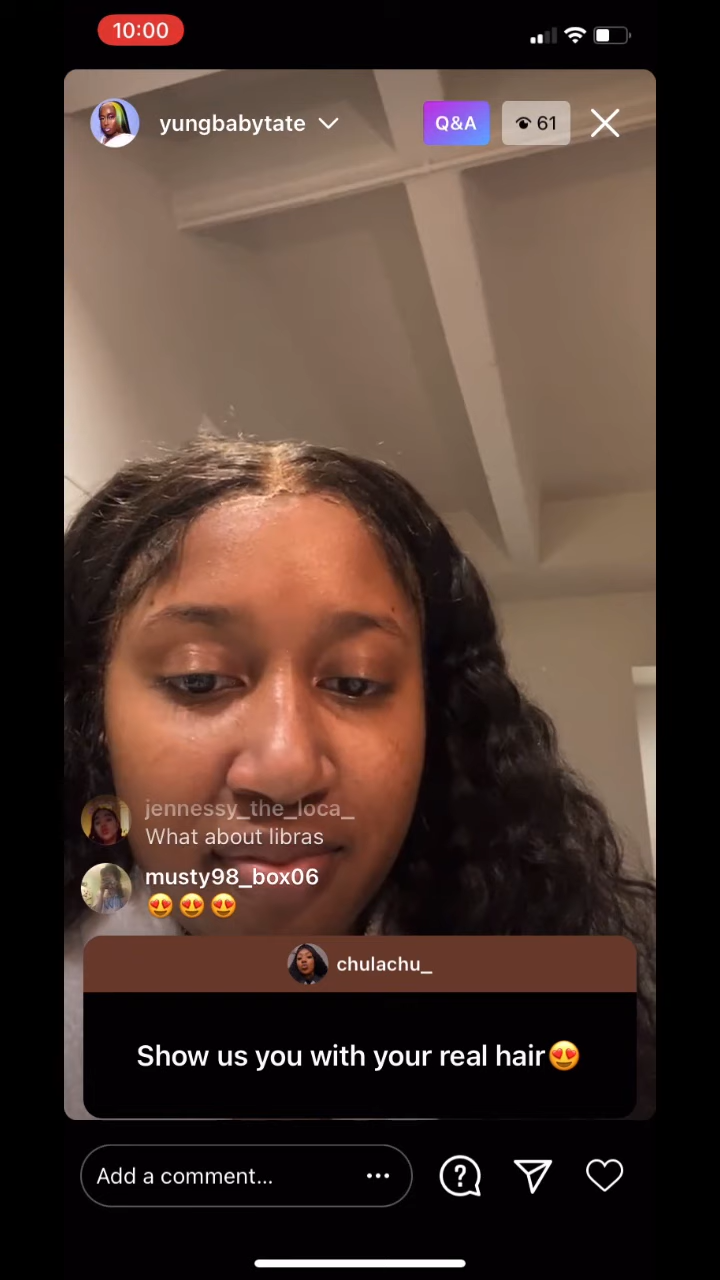 10:00
yungbabytate
Q&A
61
jennessy_the_loca_
What about libras
musty98_box06
😍😍😍
chulachu_
Show us you with your real hair😍
Add a comment...